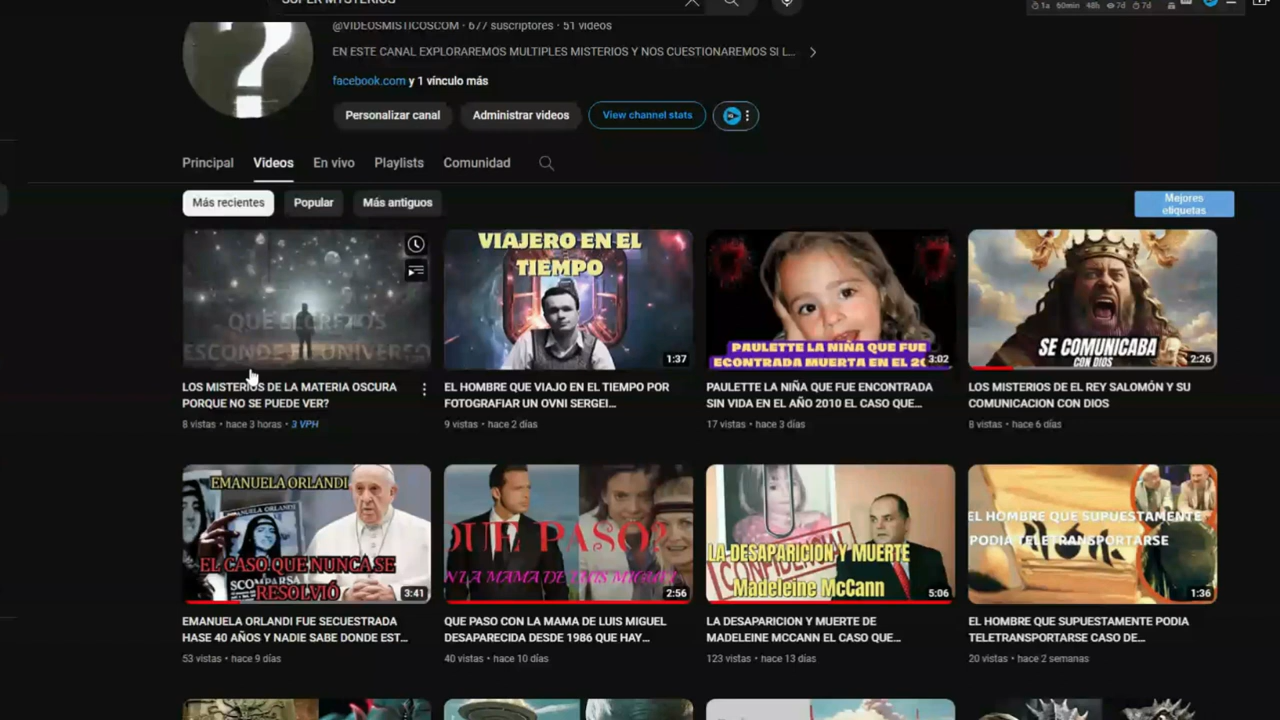 SUPER MYSTERIOS
1a 60min 48h 7d 7d
@VIDEOSMISTICOSCOM · 677 suscriptores · 51 videos
EN ESTE CANAL EXPLORAREMOS MULTIPLES MISTERIOS Y NOS CUESTIONAREMOS SI L...
facebook.com y 1 vínculo más
Personalizar canal
Administrar videos
View channel stats
Principal
Videos
En vivo
Playlists
Comunidad
Más recientes
Popular
Más antiguos
Mejores
etiquetas
QUE SECRETOS
ESCONDE EL UNIVERSO
VIAJERO EN EL
TIEMPO
1:37
PAULETTE LA NIÑA QUE FUE
3:02
SE COMUNICABA
CON DIOS
2:26
LOS MISTERIOS DE LA MATERIA OSCURA
PORQUE NO SE PUEDE VER?
8 vistas • hace 3 horas • 3 VPH
EL HOMBRE QUE VIAJO EN EL TIEMPO POR
FOTOGRAFIAR UN OVNI SERGEI...
9 vistas • hace 2 días
PAULETTE LA NIÑA QUE FUE ENCONTRADA
SIN VIDA EN EL AÑO 2010 EL CASO QUE...
17 vistas • hace 3 días
LOS MISTERIOS DE EL REY SALOMÓN Y SU
COMUNICACION CON DIOS
8 vistas • hace 6 días
EMANUELA ORLANDI
EMANUELA ORLANDI
EL CASO QUE NUNCA SE
SCOMPARSA
RESOLVIÓ
3:41
QUE PASO?
2:56
CONFIDENCIAL
LA DESAPARICION Y MUERTE
Madeleine McCann
5:06
EL HOMBRE QUE SUPUESTAMENTE
PODIA TELETRANSPORTARSE
1:36
EMANUELA ORLANDI FUE SECUESTRADA
HASE 40 AÑOS Y NADIE SABE DONDE EST...
53 vistas • hace 9 días
QUE PASO CON LA MAMA DE LUIS MIGUEL
DESAPARECIDA DESDE 1986 QUE HAY...
40 vistas • hace 10 días
LA DESAPARICION Y MUERTE DE
MADELEINE MCCANN EL CASO QUE...
123 vistas • hace 13 días
EL HOMBRE QUE SUPUESTAMENTE PODIA
TELETRANSPORTARSE CASO DE...
20 vistas • hace 2 semanas